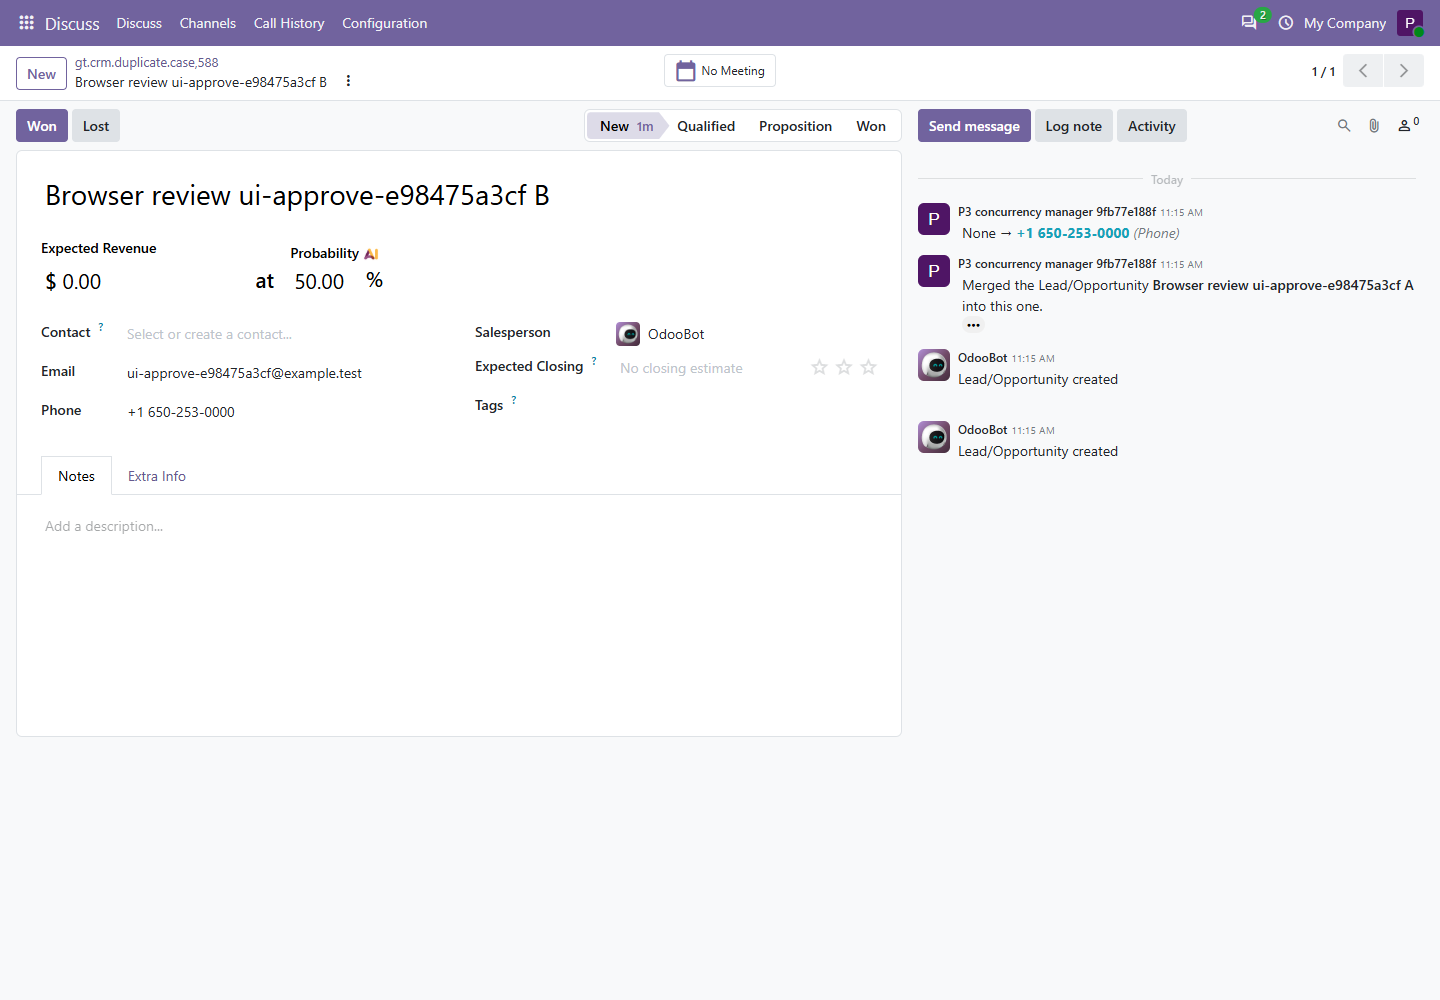 Discuss
Discuss
Channels
Call History
Configuration
2
My Company
P
New
gt.crm.duplicate.case,588
Browser review ui-approve-e98475a3cf B
No Meeting
1 / 1
Won
Lost
New 1m
Qualified
Proposition
Won
Send message
Log note
Activity
0
Browser review ui-approve-e98475a3cf B
Expected Revenue
Probability AI
$ 0.00
at
50.00 %
Contact ?
Select or create a contact...
Email
ui-approve-e98475a3cf@example.test
Phone
+1 650-253-0000
Salesperson
OdooBot
Expected Closing ?
No closing estimate
Tags ?
Notes
Extra Info
Add a description...
Today
P
P3 concurrency manager 9fb77e188f 11:15 AM
None → +1 650-253-0000 (Phone)
P
P3 concurrency manager 9fb77e188f 11:15 AM
Merged the Lead/Opportunity Browser review ui-approve-e98475a3cf A
into this one.
OdooBot 11:15 AM
Lead/Opportunity created
OdooBot 11:15 AM
Lead/Opportunity created